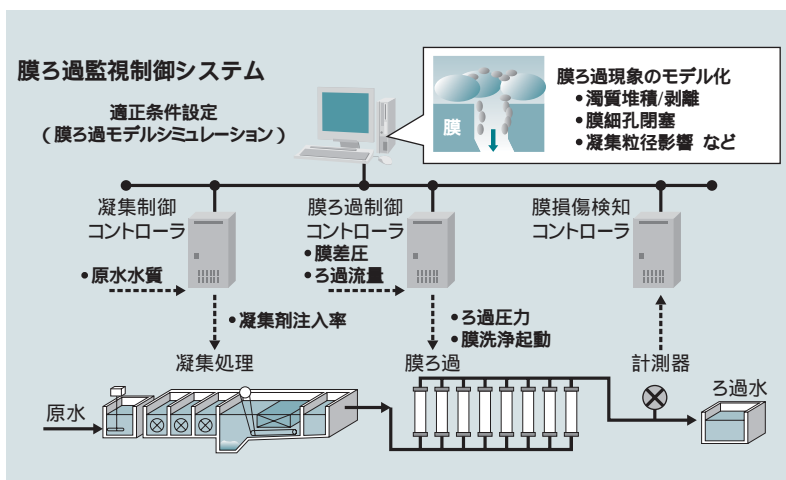 膜ろ過監視制御システム
適正条件設定
(膜ろ過モデルシミュレーション)
膜
膜ろ過現象のモデル化
•濁質堆積/剥離
•膜細孔閉塞
•凝集粒径影響 など
凝集制御
コントローラ
•原水水質
•凝集剤注入率
膜ろ過制御
コントローラ
•膜差圧
•ろ過流量
•ろ過圧力
•膜洗浄起動
膜損傷検知
コントローラ
凝集処理
膜ろ過
計測器
原水
ろ過水